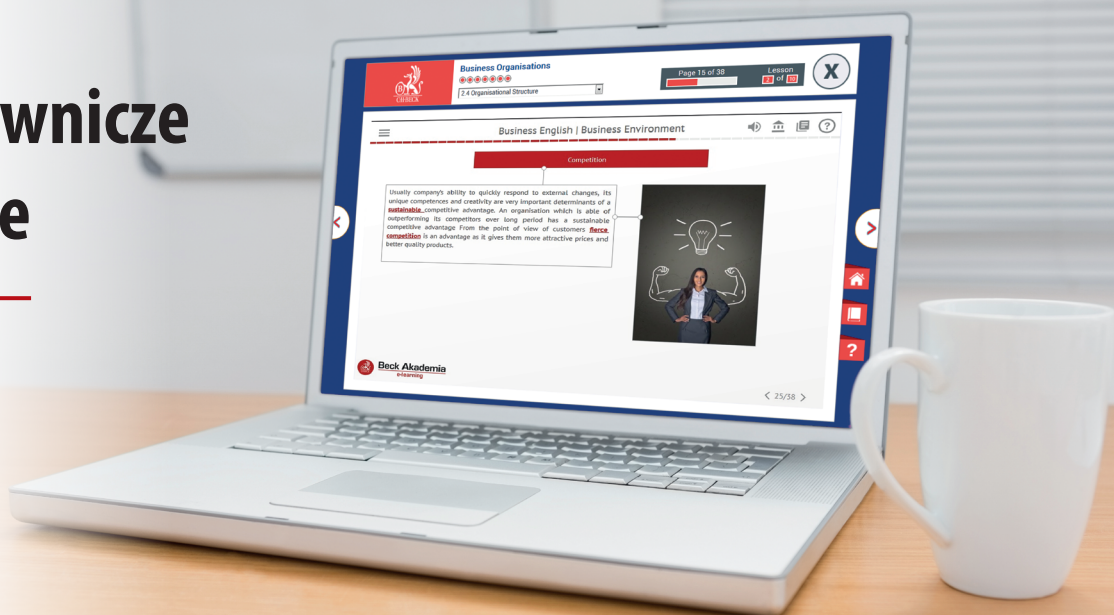 wnicze
e
CH BECK
Business Organisations
2.4 Organisational Structure
Page 15 of 38
Lesson
2 of 10
X
Business English | Business Environment
?
Competition
Usually company's ability to quickly respond to external changes, its
unique competences and creativity are very important determinants of a
sustainable competitive advantage. An organisation which is able of
outperforming its competitors over long period has a sustainable
competitive advantage From the point of view of customers fierce
competition is an advantage as it gives them more attractive prices and
better quality products.
?
Beck Akademia
e-learning
< 25/38 >